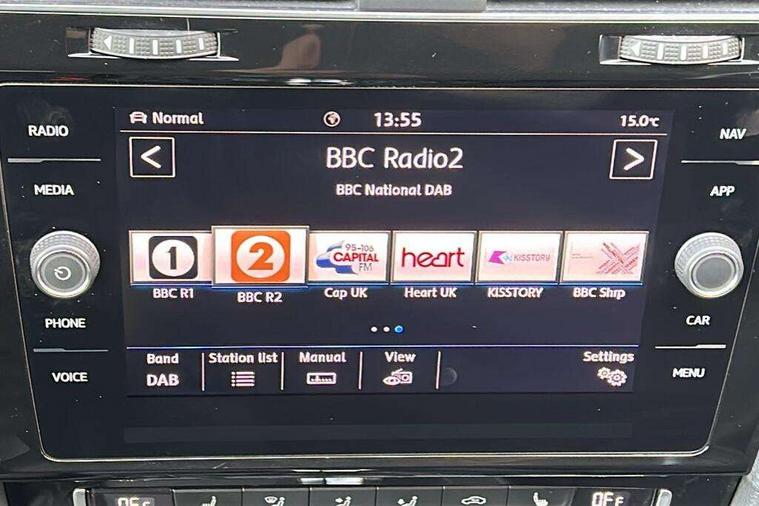 RADIO
MEDIA
PHONE
VOICE
Normal
13:55
15.0°C
BBC Radio2
BBC National DAB
1
2
95-106
CAPITAL
FM
heart
KISSTORY
BBC R1
BBC R2
Cap UK
Heart UK
KISSTORY
BBC Shrp
Band
DAB
Station list
Manual
View
Settings
NAV
APP
CAR
MENU
OFF
OFF